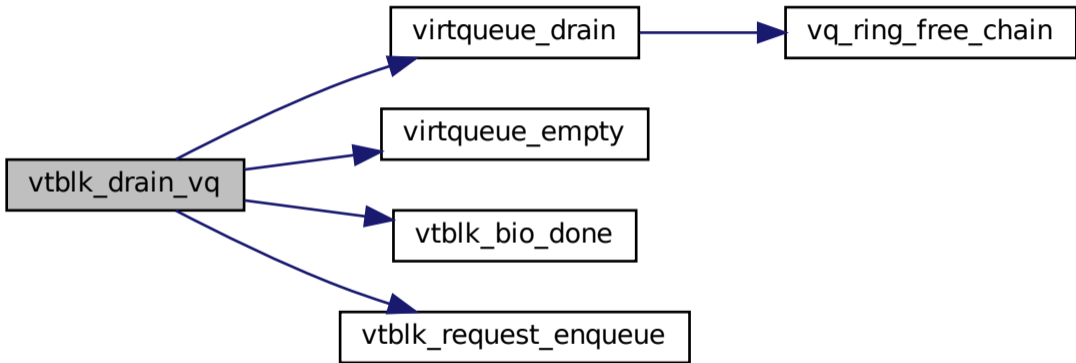 virtqueue_drain
vq_ring_free_chain
virtqueue_empty
vtblk_drain_vq
vtblk_bio_done
vtblk_request_enqueue